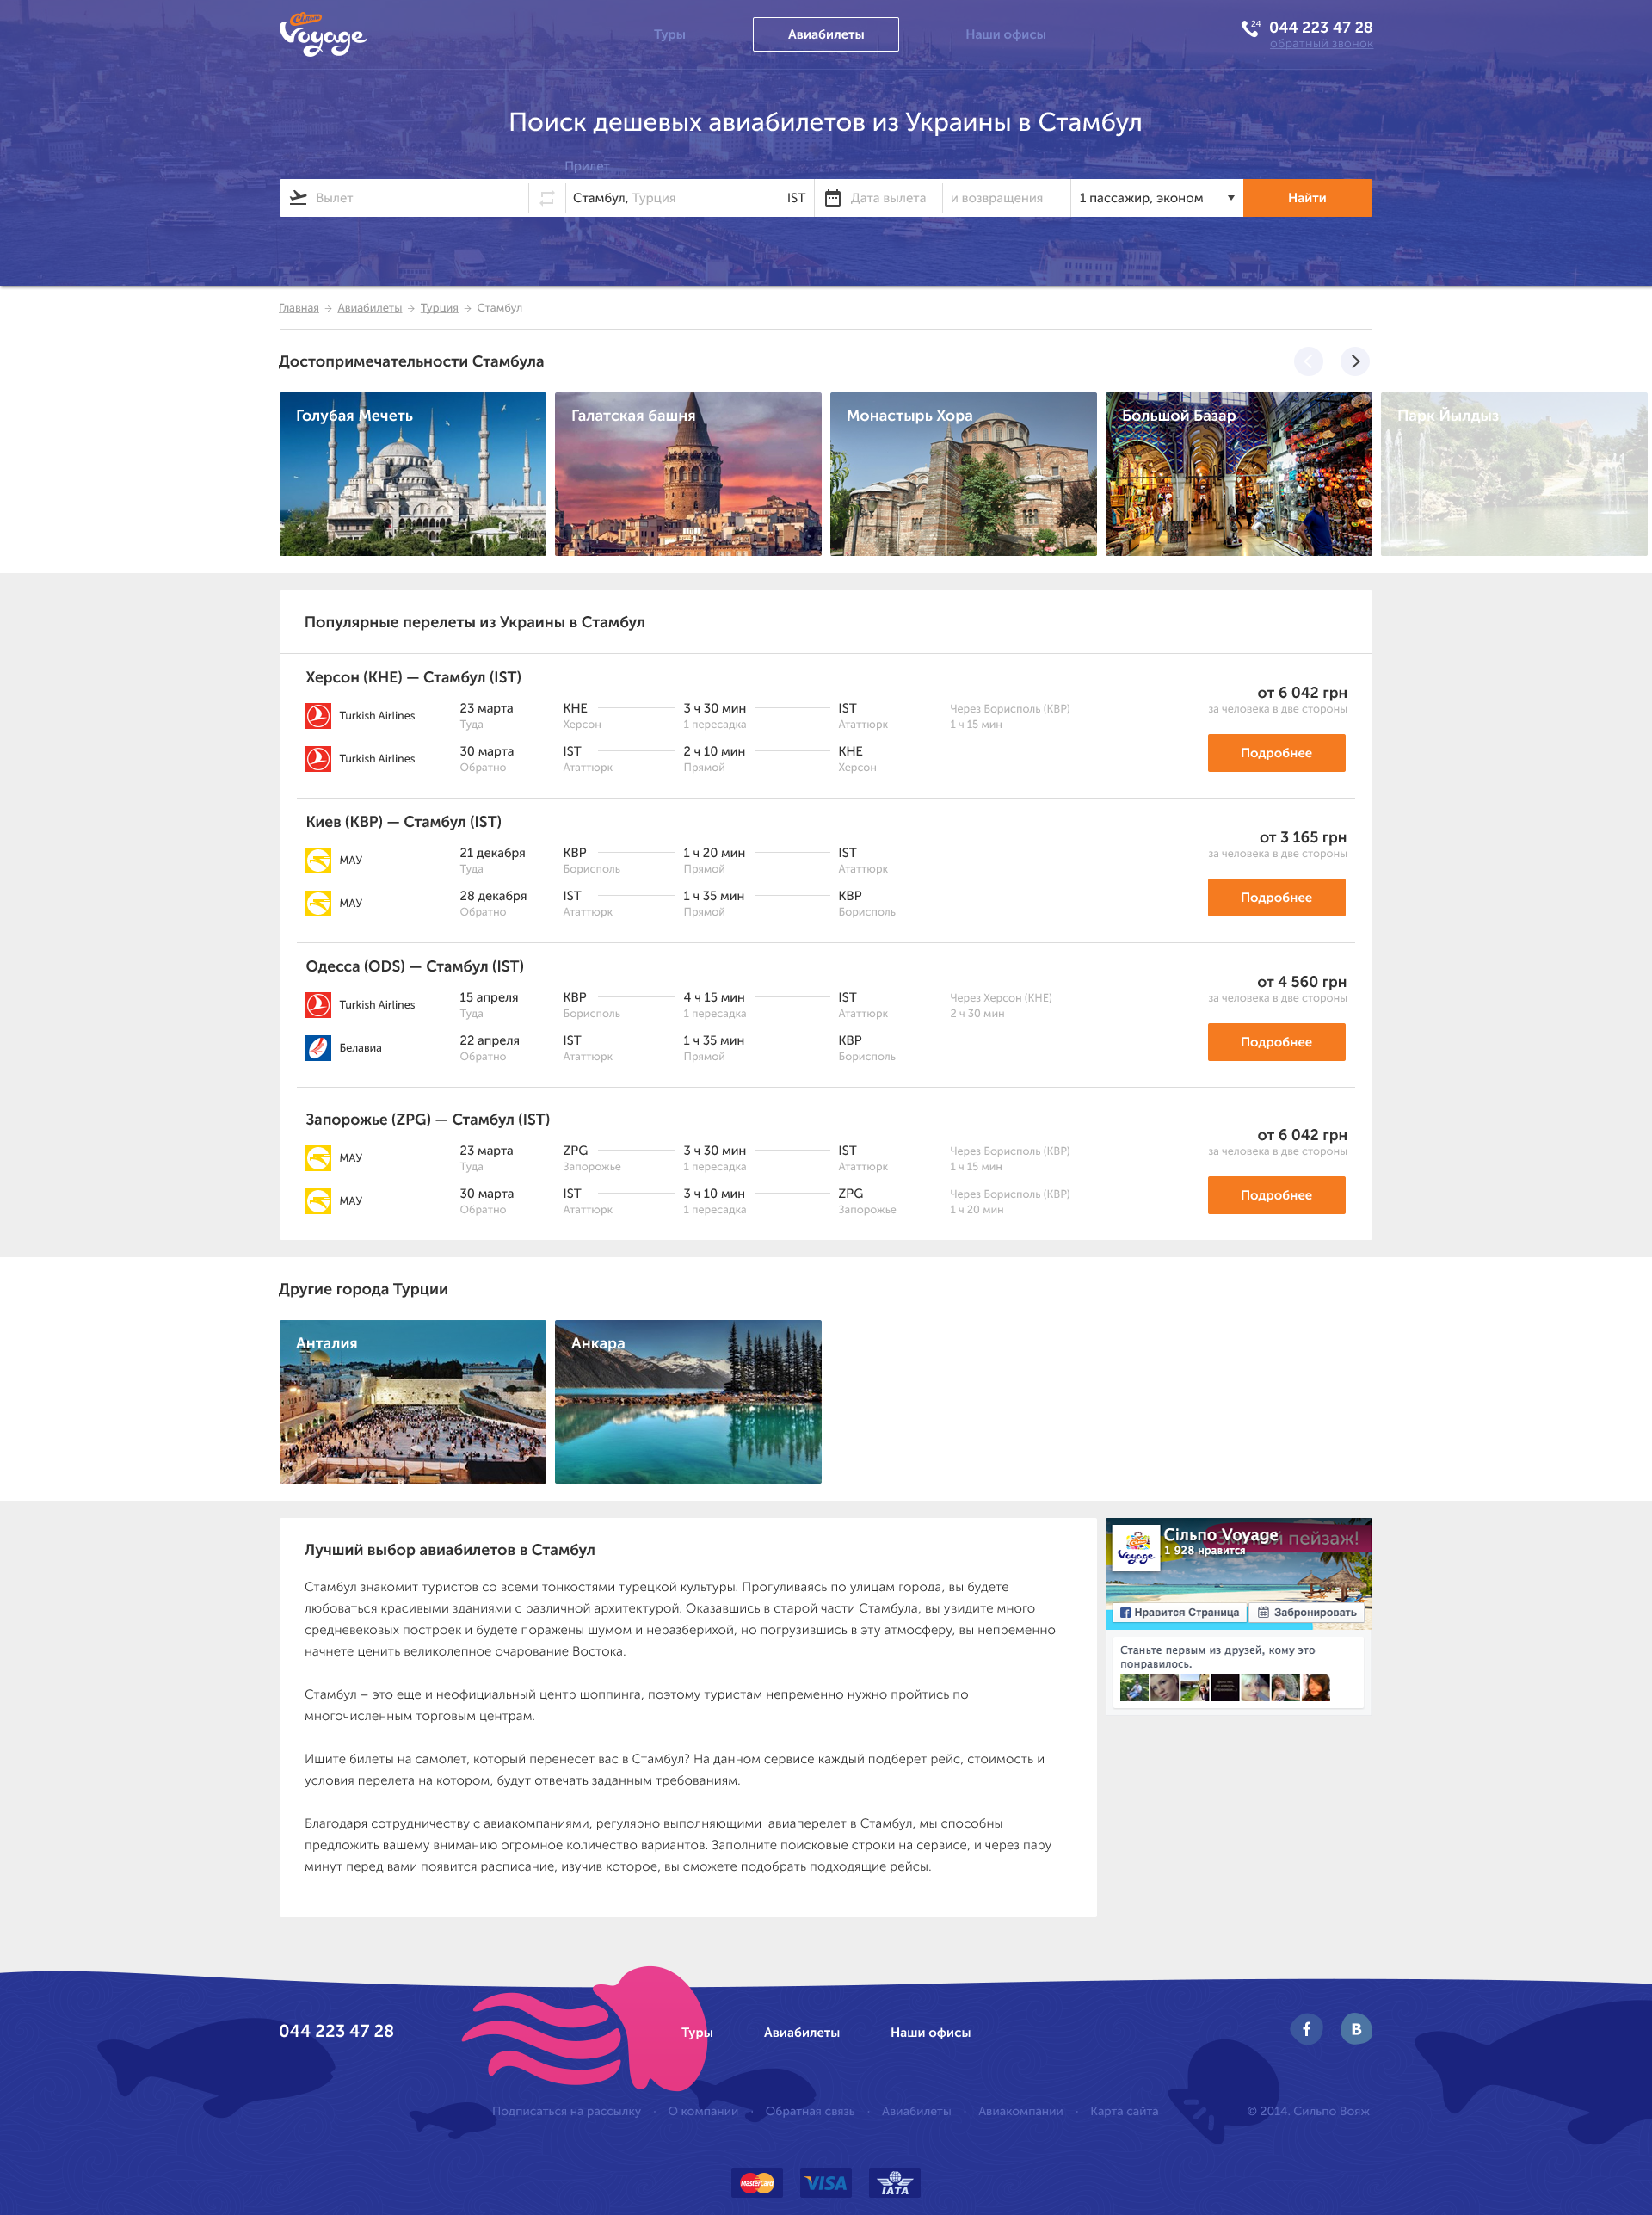 Сільпо
Voyage
Туры
Авиабилеты
Наши офисы
24
044 223 47 28
обратный звонок
Поиск дешевых авиабилетов из Украины в Стамбул
Прилет
Вылет
Стамбул, Турция
IST
Дата вылета
и возвращения
1 пассажир, эконом
Найти
Главная → Авиабилеты → Турция → Стамбул
Достопримечательности Стамбула
Голубая Мечеть
Галатская башня
Монастырь Хора
Большой Базар
Парк Йылдыз
Популярные перелеты из Украины в Стамбул
Херсон (KHE) — Стамбул (IST)
от 6 042 грн
за человека в две стороны
Turkish Airlines
23 марта
Туда
KHE
Херсон
3 ч 30 мин
1 пересадка
IST
Ататтюрк
Через Борисполь (KBP)
1 ч 15 мин
Turkish Airlines
30 марта
Обратно
IST
Ататтюрк
2 ч 10 мин
Прямой
KHE
Херсон
Подробнее
Киев (KBP) — Стамбул (IST)
от 3 165 грн
за человека в две стороны
МАУ
21 декабря
Туда
KBP
Борисполь
1 ч 20 мин
Прямой
IST
Ататтюрк
МАУ
28 декабря
Обратно
IST
Ататтюрк
1 ч 35 мин
Прямой
KBP
Борисполь
Подробнее
Одесса (ODS) — Стамбул (IST)
от 4 560 грн
за человека в две стороны
Turkish Airlines
15 апреля
Туда
KBP
Борисполь
4 ч 15 мин
1 пересадка
IST
Ататтюрк
Через Херсон (KHE)
2 ч 30 мин
Белавиа
22 апреля
Обратно
IST
Ататтюрк
1 ч 35 мин
Прямой
KBP
Борисполь
Подробнее
Запорожье (ZPG) — Стамбул (IST)
от 6 042 грн
за человека в две стороны
МАУ
23 марта
Туда
ZPG
Запорожье
3 ч 30 мин
1 пересадка
IST
Ататтюрк
Через Борисполь (KBP)
1 ч 15 мин
МАУ
30 марта
Обратно
IST
Ататтюрк
3 ч 10 мин
1 пересадка
ZPG
Запорожье
Через Борисполь (KBP)
1 ч 20 мин
Подробнее
Другие города Турции
Анталия
Анкара
Лучший выбор авиабилетов в Стамбул
Стамбул знакомит туристов со всеми тонкостями турецкой культуры. Прогуливаясь по улицам города, вы будете
любоваться красивыми зданиями с различной архитектурой. Оказавшись в старой части Стамбула, вы увидите много
средневековых построек и будете поражены шумом и неразберихой, но погрузившись в эту атмосферу, вы непременно
начнете ценить великолепное очарование Востока.
Стамбул – это еще и неофициальный центр шоппинга, поэтому туристам непременно нужно пройтись по
многочисленным торговым центрам.
Ищите билеты на самолет, который перенесет вас в Стамбул? На данном сервисе каждый подберет рейс, стоимость и
условия перелета на котором, будут отвечать заданным требованиям.
Благодаря сотрудничеству с авиакомпаниями, регулярно выполняющими  авиаперелет в Стамбул, мы способны
предложить вашему вниманию огромное количество вариантов. Заполните поисковые строки на сервисе, и через пару
минут перед вами появится расписание, изучив которое, вы сможете подобрать подходящие рейсы.
Voyage
Сільпо Voyage
пейзаж!
1 928 нравится
Нравится Страница
Забронировать
Станьте первым из друзей, кому это
понравилось.
044 223 47 28
Туры
Авиабилеты
Наши офисы
f
B
Подписаться на рассылку · О компании · Обратная связь · Авиабилеты · Авиакомпании · Карта сайта
© 2014. Сильпо Вояж
MasterCard
VISA
IATA